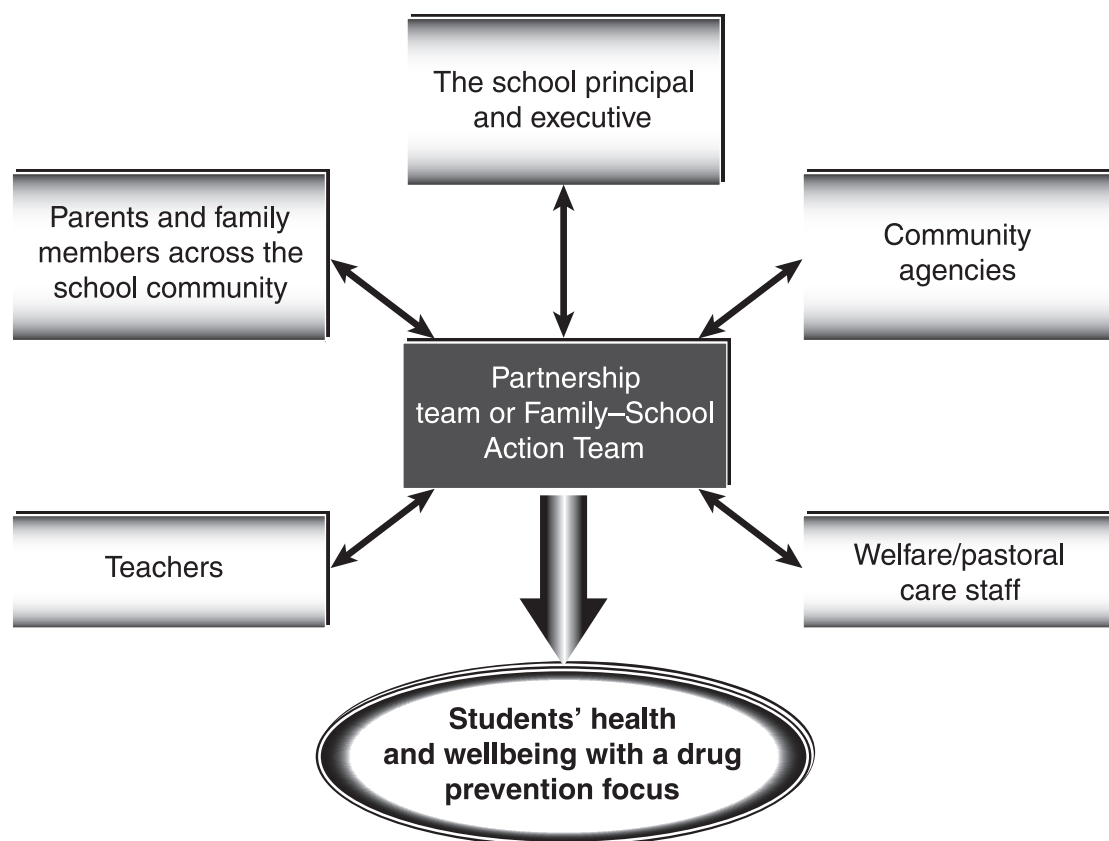 The school principal
and executive
Parents and family
members across the
school community
Community
agencies
Partnership
team or Family–School
Action Team
Teachers
Welfare/pastoral
care staff
Students’ health
and wellbeing with a drug
prevention focus